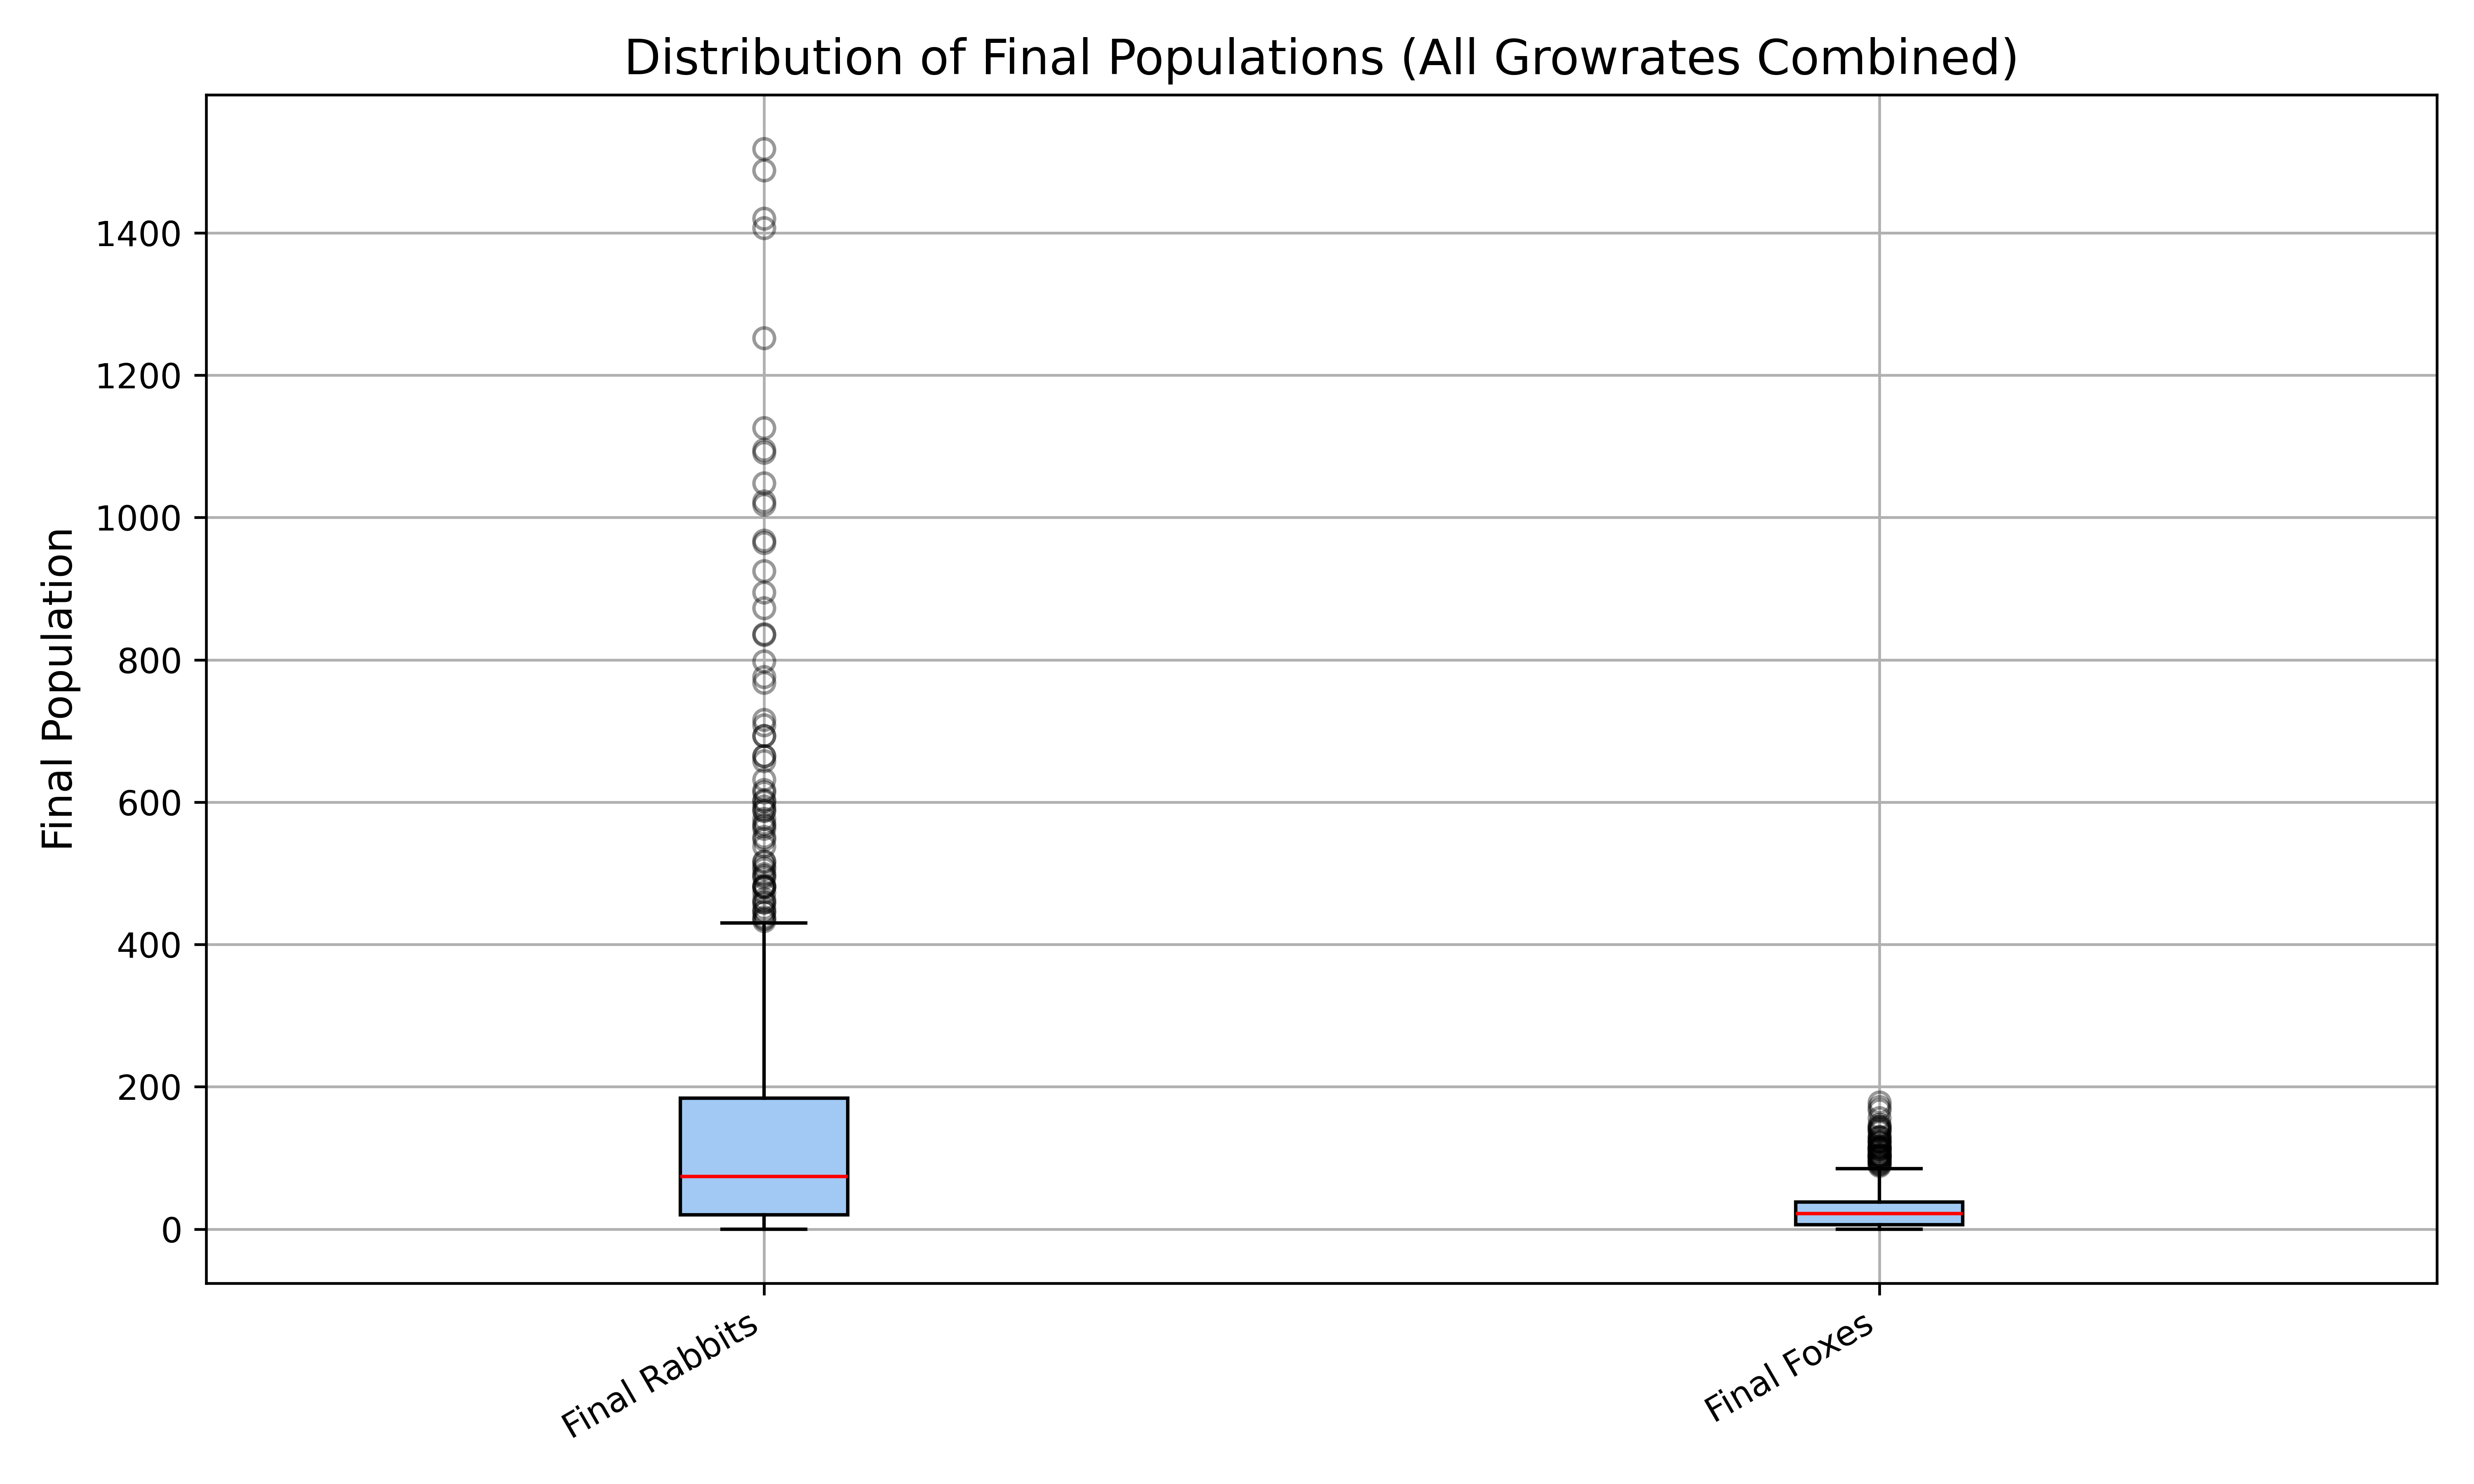 Distribution of Final Populations (All Growrates Combined)
Final Population
1400
1200
1000
800
600
400
200
0
Final Rabbits
Final Foxes